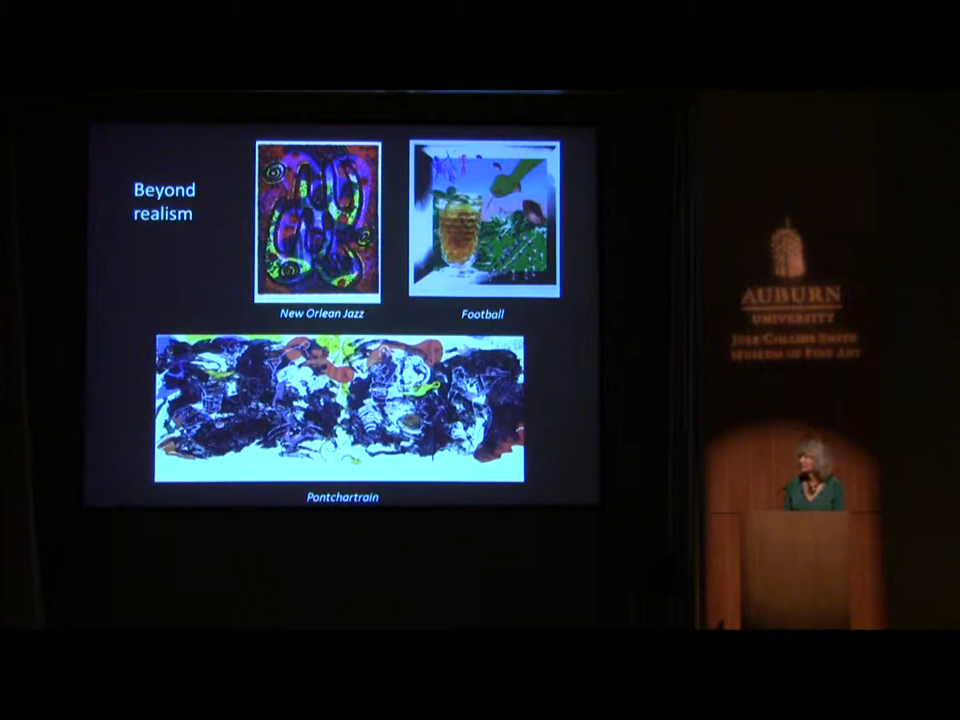 Beyond
realism
New Orlean Jazz
Football
Pontchartrain
AUBURN
UNIVERSITY
JULE COLLINS SMITH
MUSEUM OF FINE ART